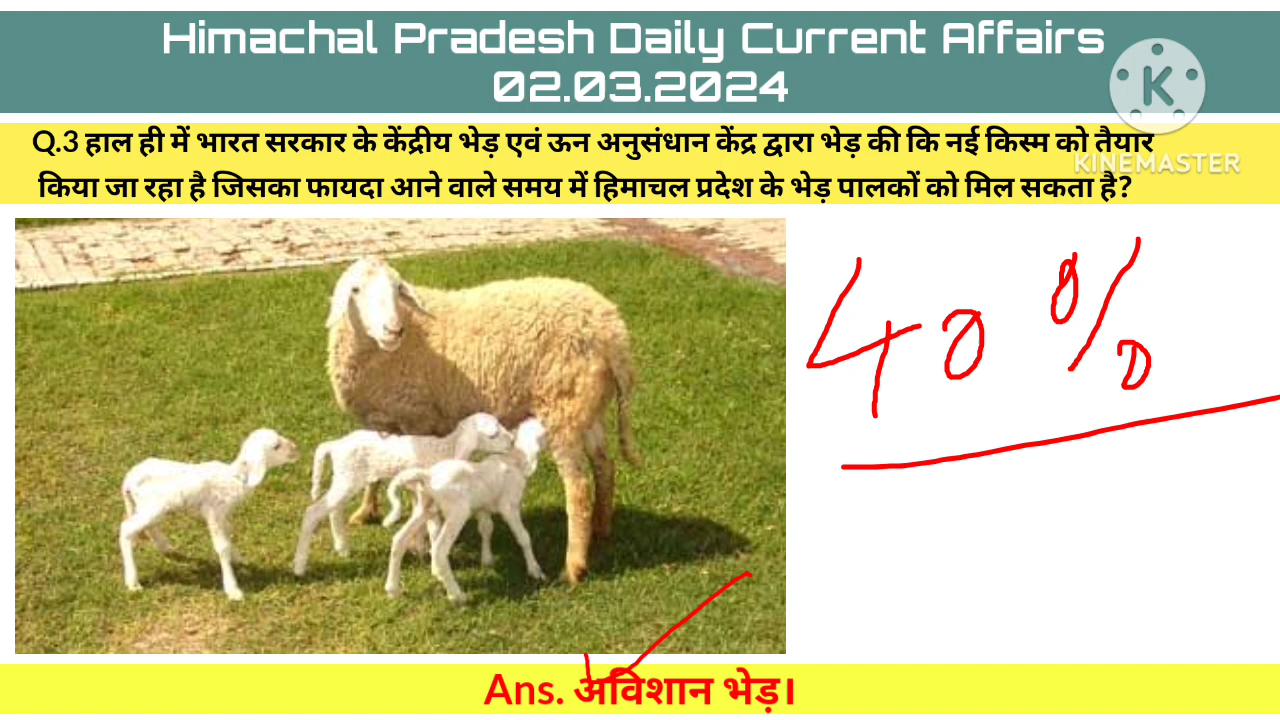 Himachal Pradesh Daily Current Affairs
02.03.2024
K
KINEMASTER
Q.3 हाल ही में भारत सरकार के केंद्रीय भेड़ एवं ऊन अनुसंधान केंद्र द्वारा भेड़ की कि नई किस्म को तैयार
किया जा रहा है जिसका फायदा आने वाले समय में हिमाचल प्रदेश के भेड़ पालकों को मिल सकता है?
40 %
Ans. अविशान भेड़।